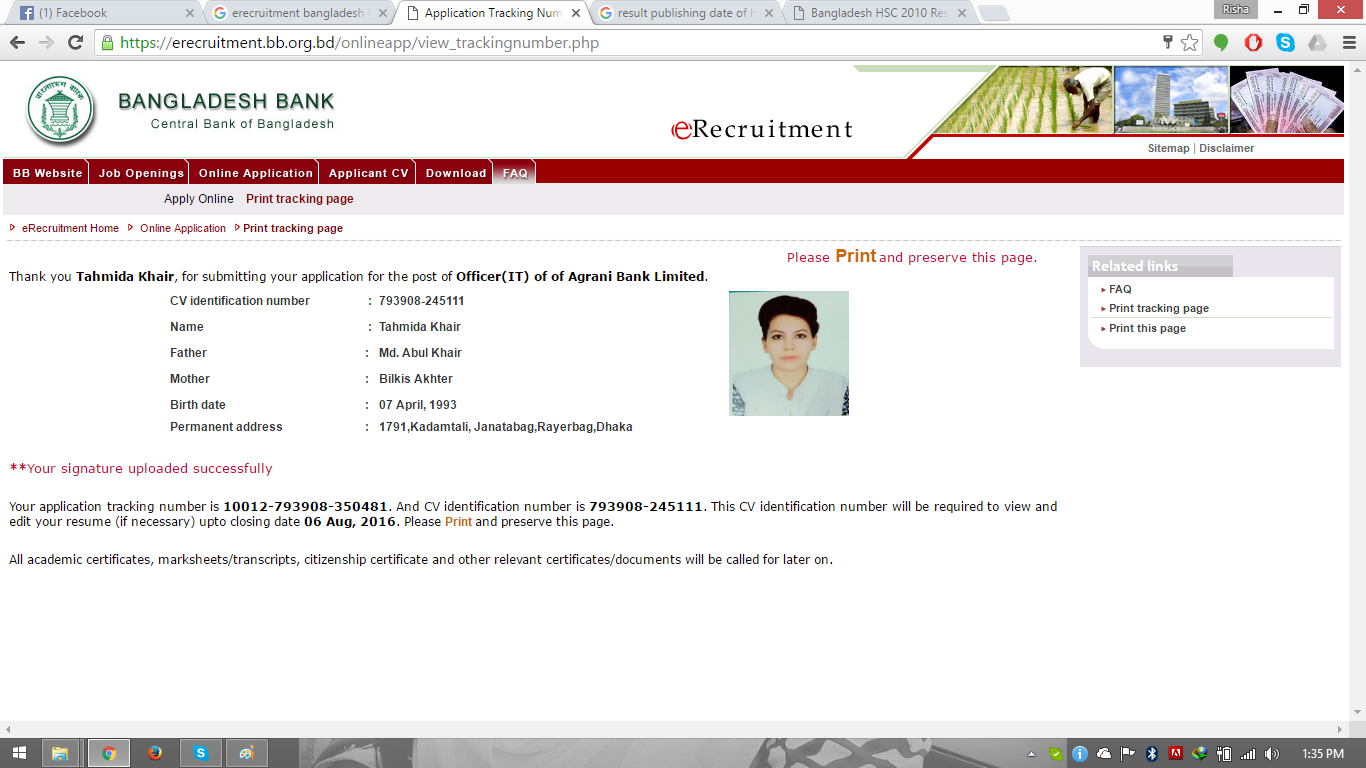 (1) Facebook
erecruitment bangladesh
Application Tracking Num
result publishing date of h
Bangladesh HSC 2010 Res
Risha
https://erecruitment.bb.org.bd/onlineapp/view_trackingnumber.php
BANGLADESH BANK
Central Bank of Bangladesh
eRecruitment
Sitemap | Disclaimer
BB Website Job Openings Online Application Applicant CV Download FAQ
Apply Online Print tracking page
eRecruitment Home Online Application Print tracking page
Please Print and preserve this page.
Thank you Tahmida Khair, for submitting your application for the post of Officer(IT) of of Agrani Bank Limited.
CV identification number : 793908-245111
Name : Tahmida Khair
Father : Md. Abul Khair
Mother : Bilkis Akhter
Birth date : 07 April, 1993
Permanent address : 1791,Kadamtali, Janatabag,Rayerbag,Dhaka
Related links
FAQ
Print tracking page
Print this page
**Your signature uploaded successfully
Your application tracking number is 10012-793908-350481. And CV identification number is 793908-245111. This CV identification number will be required to view and
edit your resume (if necessary) upto closing date 06 Aug, 2016. Please Print and preserve this page.
All academic certificates, marksheets/transcripts, citizenship certificate and other relevant certificates/documents will be called for later on.
1:35 PM